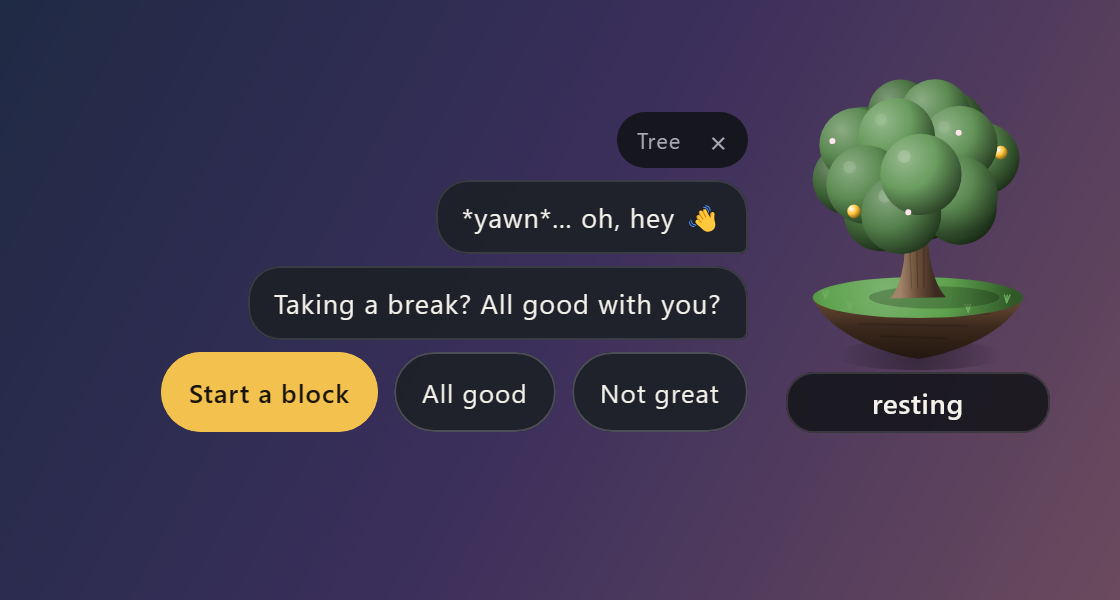 Tree ×
*yawn*... oh, hey 👋
Taking a break? All good with you?
Start a block All good Not great
resting